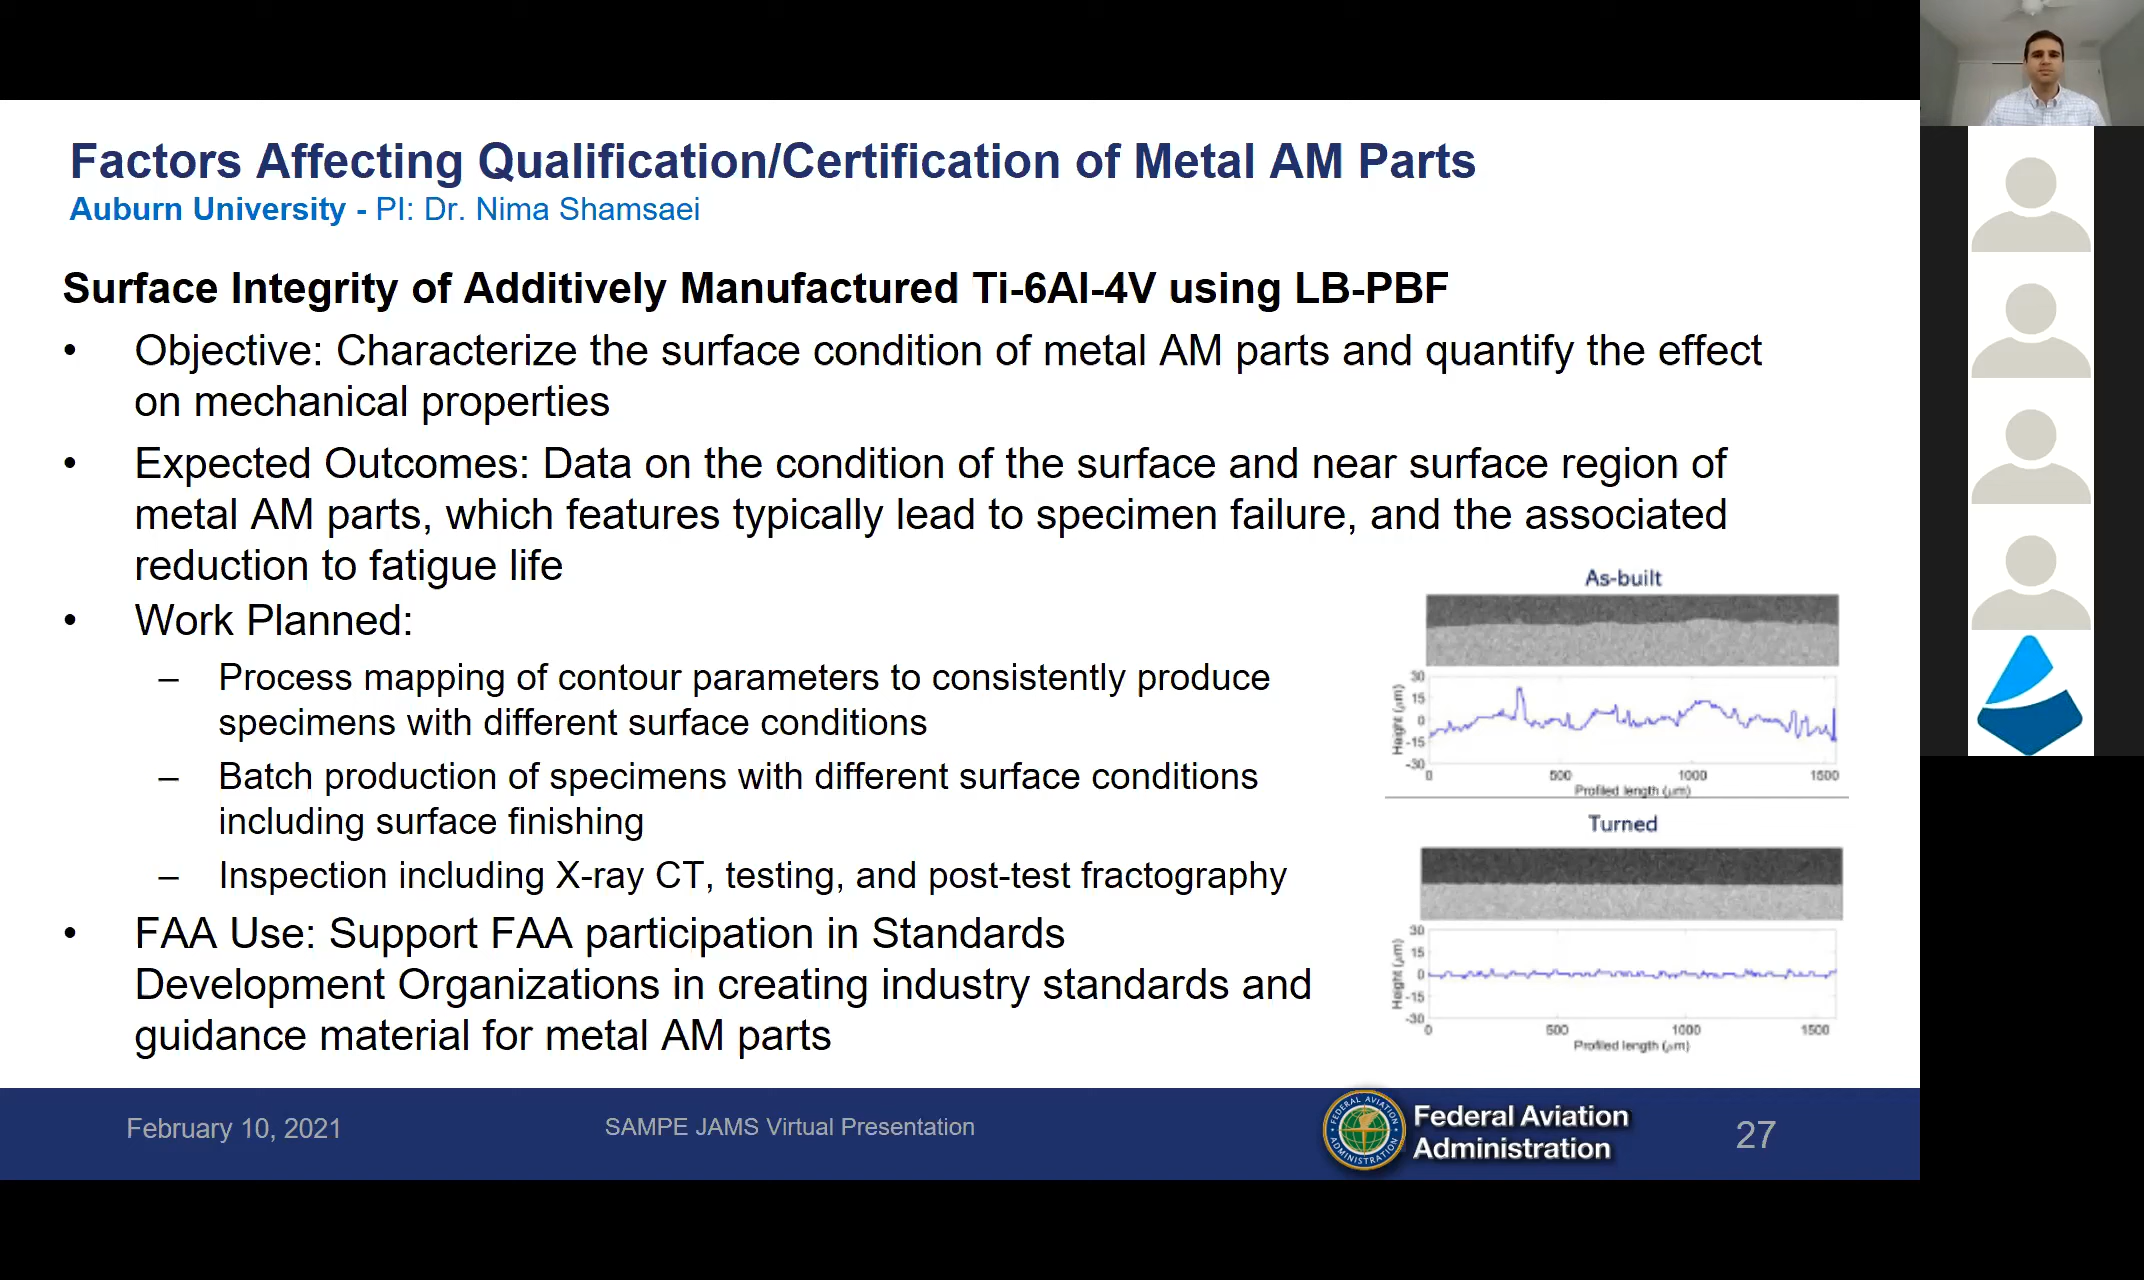 Factors Affecting Qualification/Certification of Metal AM Parts
Auburn University - PI: Dr. Nima Shamsaei
Surface Integrity of Additively Manufactured Ti-6Al-4V using LB-PBF
• Objective: Characterize the surface condition of metal AM parts and quantify the effect
on mechanical properties
• Expected Outcomes: Data on the condition of the surface and near surface region of
metal AM parts, which features typically lead to specimen failure, and the associated
reduction to fatigue life
• Work Planned:
– Process mapping of contour parameters to consistently produce
specimens with different surface conditions
– Batch production of specimens with different surface conditions
including surface finishing
– Inspection including X-ray CT, testing, and post-test fractography
• FAA Use: Support FAA participation in Standards
Development Organizations in creating industry standards and
guidance material for metal AM parts
As-built
Height (μm)
30
15
0
-15
-30
0 500 1000 1500
Profiled length (μm)
Turned
Height (μm)
30
15
0
-15
-30
0 500 1000 1500
Profiled length (μm)
February 10, 2021
SAMPE JAMS Virtual Presentation
FEDERAL AVIATION
ADMINISTRATION
Federal Aviation
Administration
27